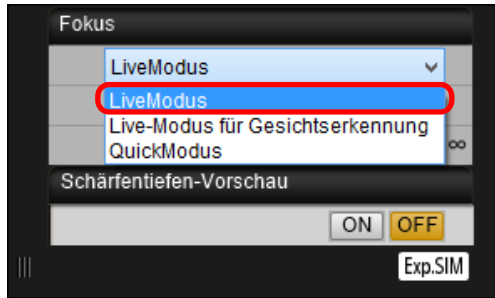 Fokus
LiveModus
LiveModus
Live-Modus für Gesichtserkennung
QuickModus
∞
Schärfentiefen-Vorschau
ON OFF
Exp.SIM